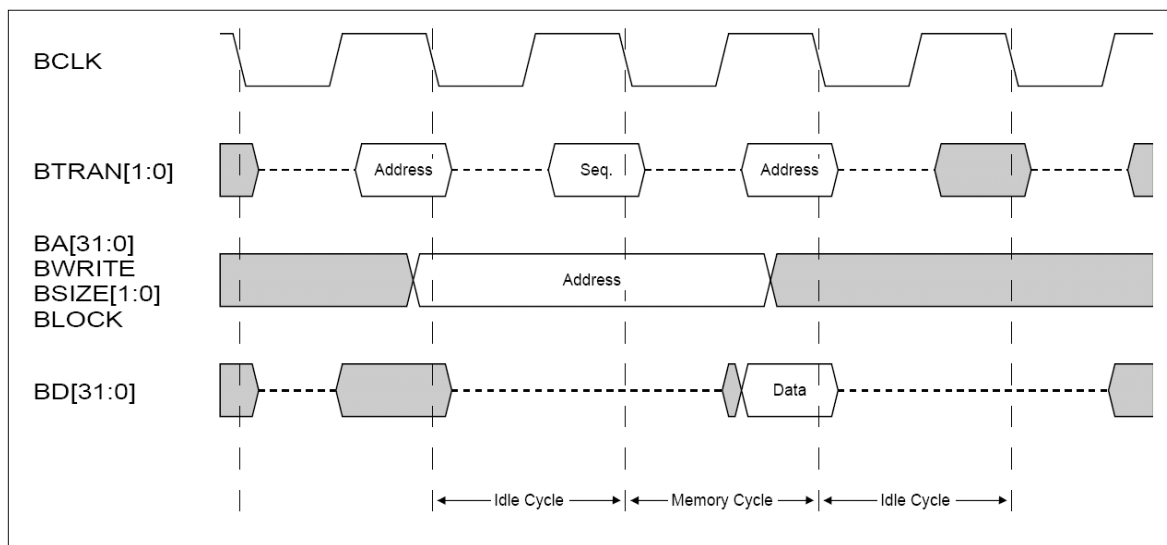 BCLK
BTRAN[1:0]
Address
Seq.
Address
BA[31:0]
BWRITE
BSIZE[1:0]
BLOCK
Address
BD[31:0]
Data
Idle Cycle
Memory Cycle
Idle Cycle